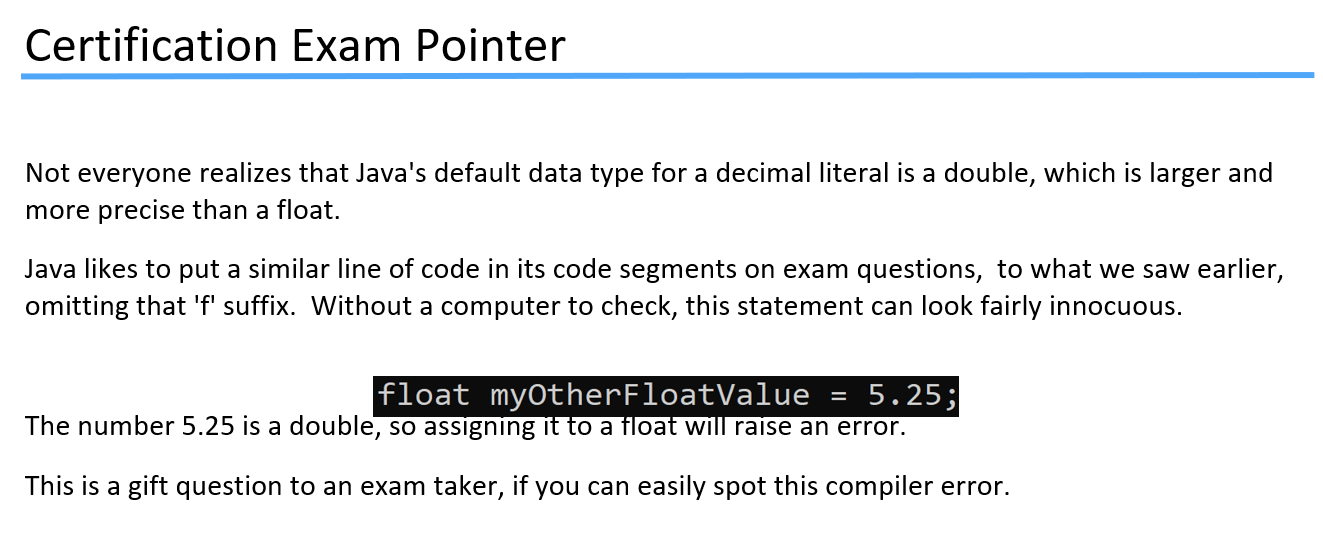 Certification Exam Pointer
Not everyone realizes that Java's default data type for a decimal literal is a double, which is larger and
more precise than a float.
Java likes to put a similar line of code in its code segments on exam questions,  to what we saw earlier,
omitting that 'f' suffix.  Without a computer to check, this statement can look fairly innocuous.
float myOtherFloatValue = 5.25;
The number 5.25 is a double, so assigning it to a float will raise an error.
This is a gift question to an exam taker, if you can easily spot this compiler error.